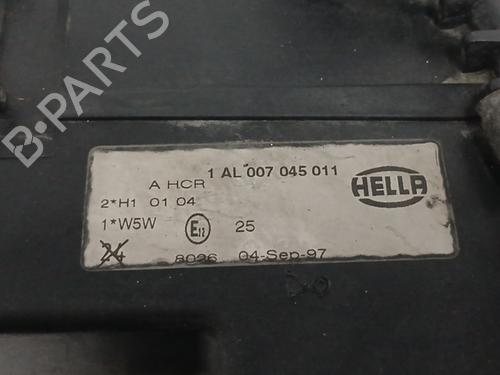 1 AL 007 045 011
A HCR
HELLA
2*H1 01 04
1*W5W
E11
25
24
8026 04-Sep-97
B-PARTS